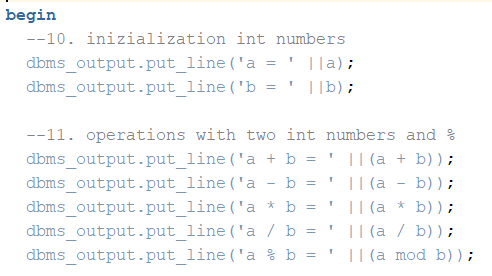 begin
--10. inizialization int numbers
dbms_output.put_line('a = ' ||a);
dbms_output.put_line('b = ' ||b);
--11. operations with two int numbers and %
dbms_output.put_line('a + b = ' ||(a + b));
dbms_output.put_line('a - b = ' ||(a - b));
dbms_output.put_line('a * b = ' ||(a * b));
dbms_output.put_line('a / b = ' ||(a / b));
dbms_output.put_line('a % b = ' ||(a mod b));